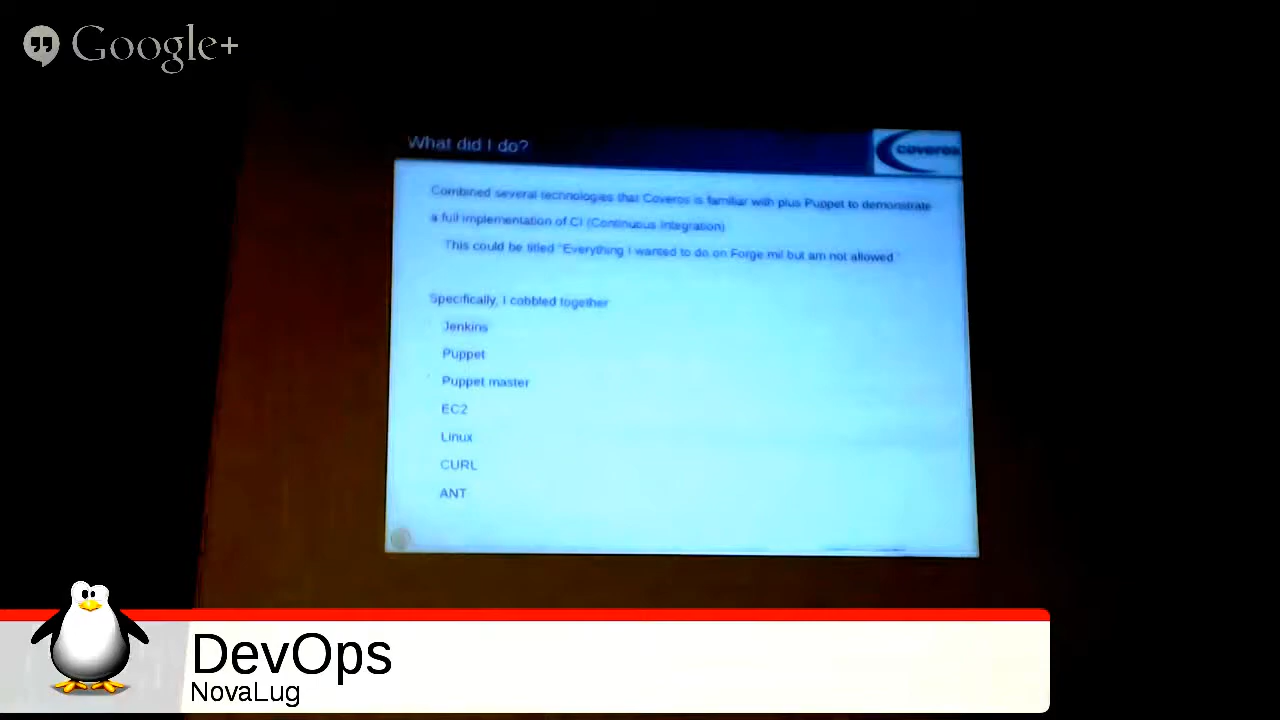 Google+
What did I do?
coveros
Combined several technologies that Coveros is familiar with plus Puppet to demonstrate
a full implementation of CI (Continuous Integration)
This could be titled "Everything I wanted to do on Forge mil but am not allowed"
Specifically, I cobbled together
Jenkins
Puppet
Puppet master
EC2
Linux
CURL
ANT
DevOps
NovaLug